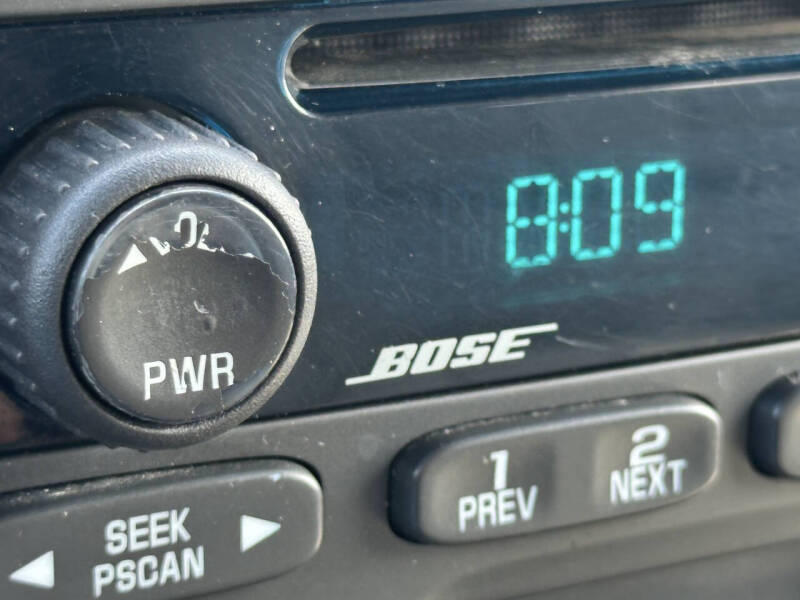 8:09
PWR
BOSE
1
PREV
2
NEXT
SEEK
PSCAN